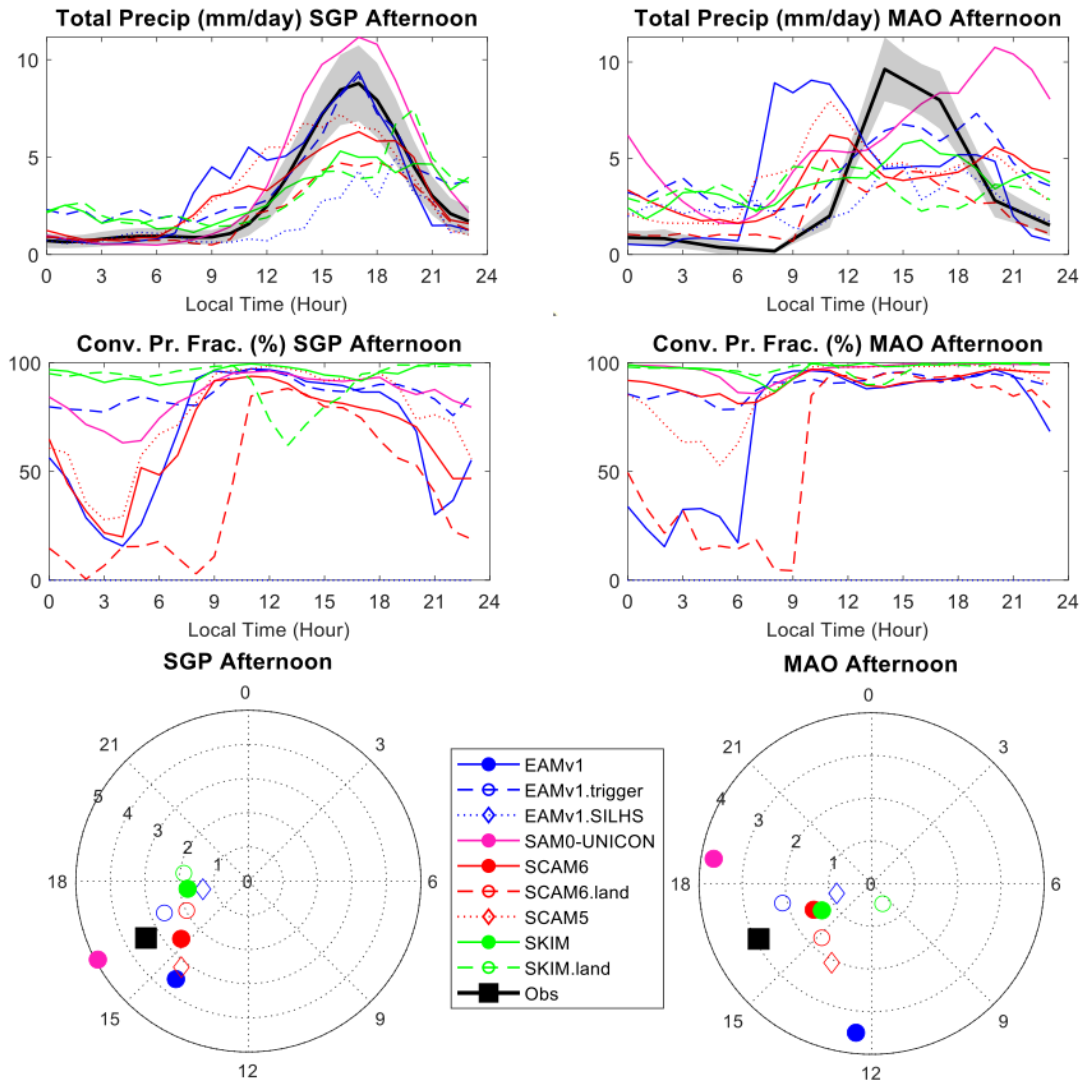 Total Precip (mm/day) SGP Afternoon
10
5
0
0 3 6 9 12 15 18 21 24
Local Time (Hour)
Total Precip (mm/day) MAO Afternoon
10
5
0
0 3 6 9 12 15 18 21 24
Local Time (Hour)
Conv. Pr. Frac. (%) SGP Afternoon
100
50
0
0 3 6 9 12 15 18 21 24
Local Time (Hour)
Conv. Pr. Frac. (%) MAO Afternoon
100
50
0
0 3 6 9 12 15 18 21 24
Local Time (Hour)
SGP Afternoon
0
21 3
5
4
3
2
1
18 0 6
15 9
12
EAMv1
EAMv1.trigger
EAMv1.SILHS
SAM0-UNICON
SCAM6
SCAM6.land
SCAM5
SKIM
SKIM.land
Obs
MAO Afternoon
0
21 3
5
4
3
2
1
18 0 6
15 9
12